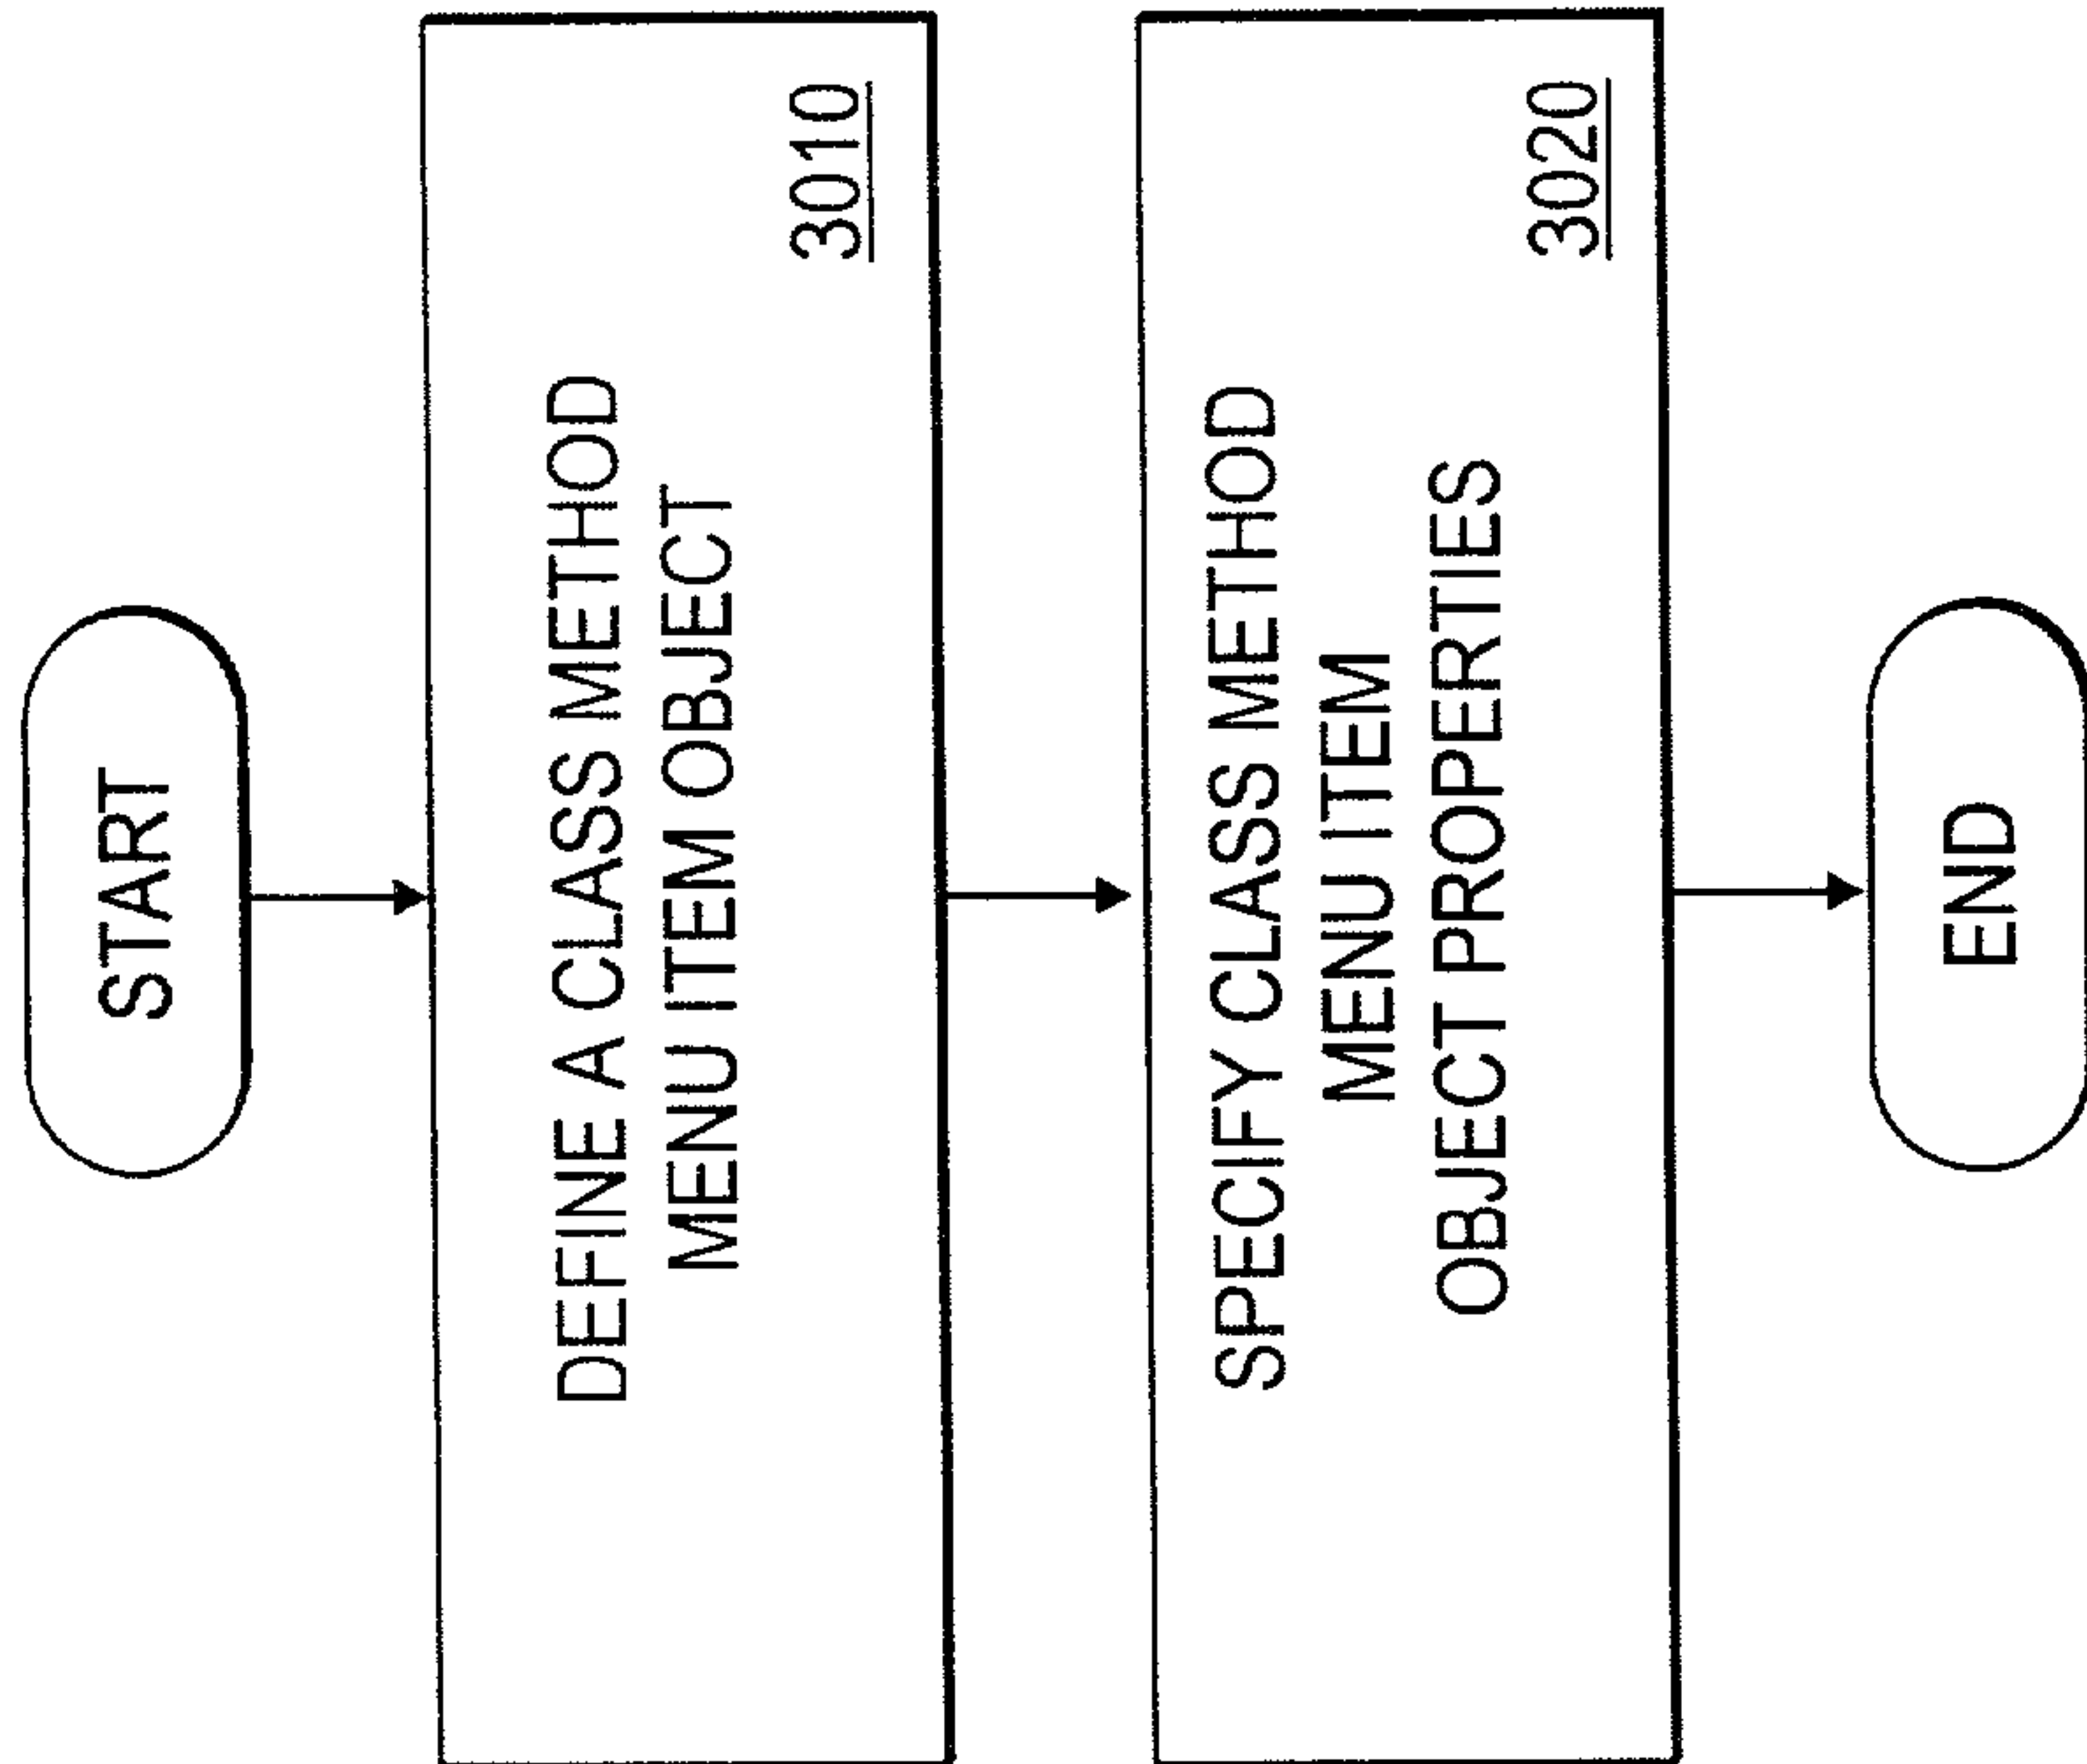 START
DEFINE A CLASS METHOD
MENU ITEM OBJECT
3010
SPECIFY CLASS METHOD
MENU ITEM
OBJECT PROPERTIES
3020
END